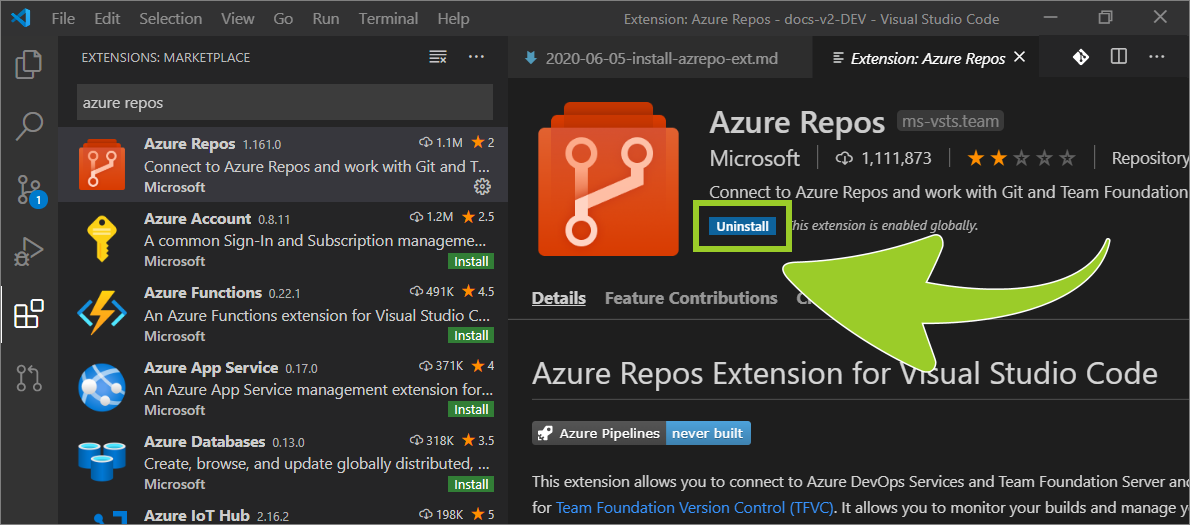 File Edit Selection View Go Run Terminal Help Extension: Azure Repos - docs-v2-DEV - Visual Studio Code
EXTENSIONS: MARKETPLACE
azure repos
Azure Repos 1.161.0 1.1M 2
Connect to Azure Repos and work with Git and T...
Microsoft
Azure Account 0.8.11 1.2M 2.5
A common Sign-In and Subscription manageme...
Microsoft Install
Azure Functions 0.22.1 491K 4.5
An Azure Functions extension for Visual Studio C...
Microsoft Install
Azure App Service 0.17.0 371K 4
An Azure App Service management extension for...
Microsoft Install
Azure Databases 0.13.0 318K 3.5
Create, browse, and update globally distributed, ...
Microsoft Install
Azure IoT Hub 2.16.2 198K 5
1
2020-06-05-install-azrepo-ext.md Extension: Azure Repos
Azure Repos ms-vsts.team
Microsoft 1,111,873 Repository
Connect to Azure Repos and work with Git and Team Foundation
Uninstall This extension is enabled globally.
Details Feature Contributions
Azure Repos Extension for Visual Studio Code
Azure Pipelines never built
This extension allows you to connect to Azure DevOps Services and Team Foundation Server and
for Team Foundation Version Control (TFVC). It allows you to monitor your builds and manage